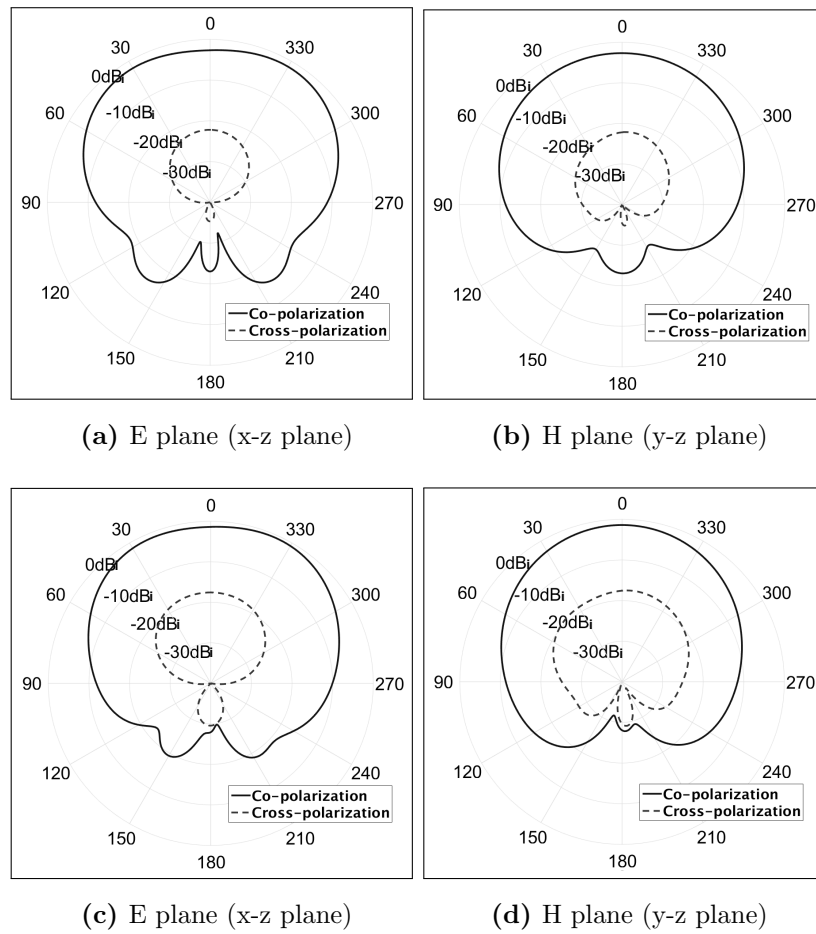 0
30 330
0dBi
60 -10dBi 300
-20dBi
-30dBi
90 270
120 240
Co-polarization
Cross-polarization
150 210
180
(a) E plane (x-z plane)
0
30 330
0dBi
60 -10dBi 300
-20dBi
-30dBi
90 270
120 240
Co-polarization
Cross-polarization
150 210
180
(b) H plane (y-z plane)
0
30 330
0dBi
60 -10dBi 300
-20dBi
-30dBi
90 270
120 240
Co-polarization
Cross-polarization
150 210
180
(c) E plane (x-z plane)
0
30 330
0dBi
60 -10dBi 300
-20dBi
-30dBi
90 270
120 240
Co-polarization
Cross-polarization
150 210
180
(d) H plane (y-z plane)